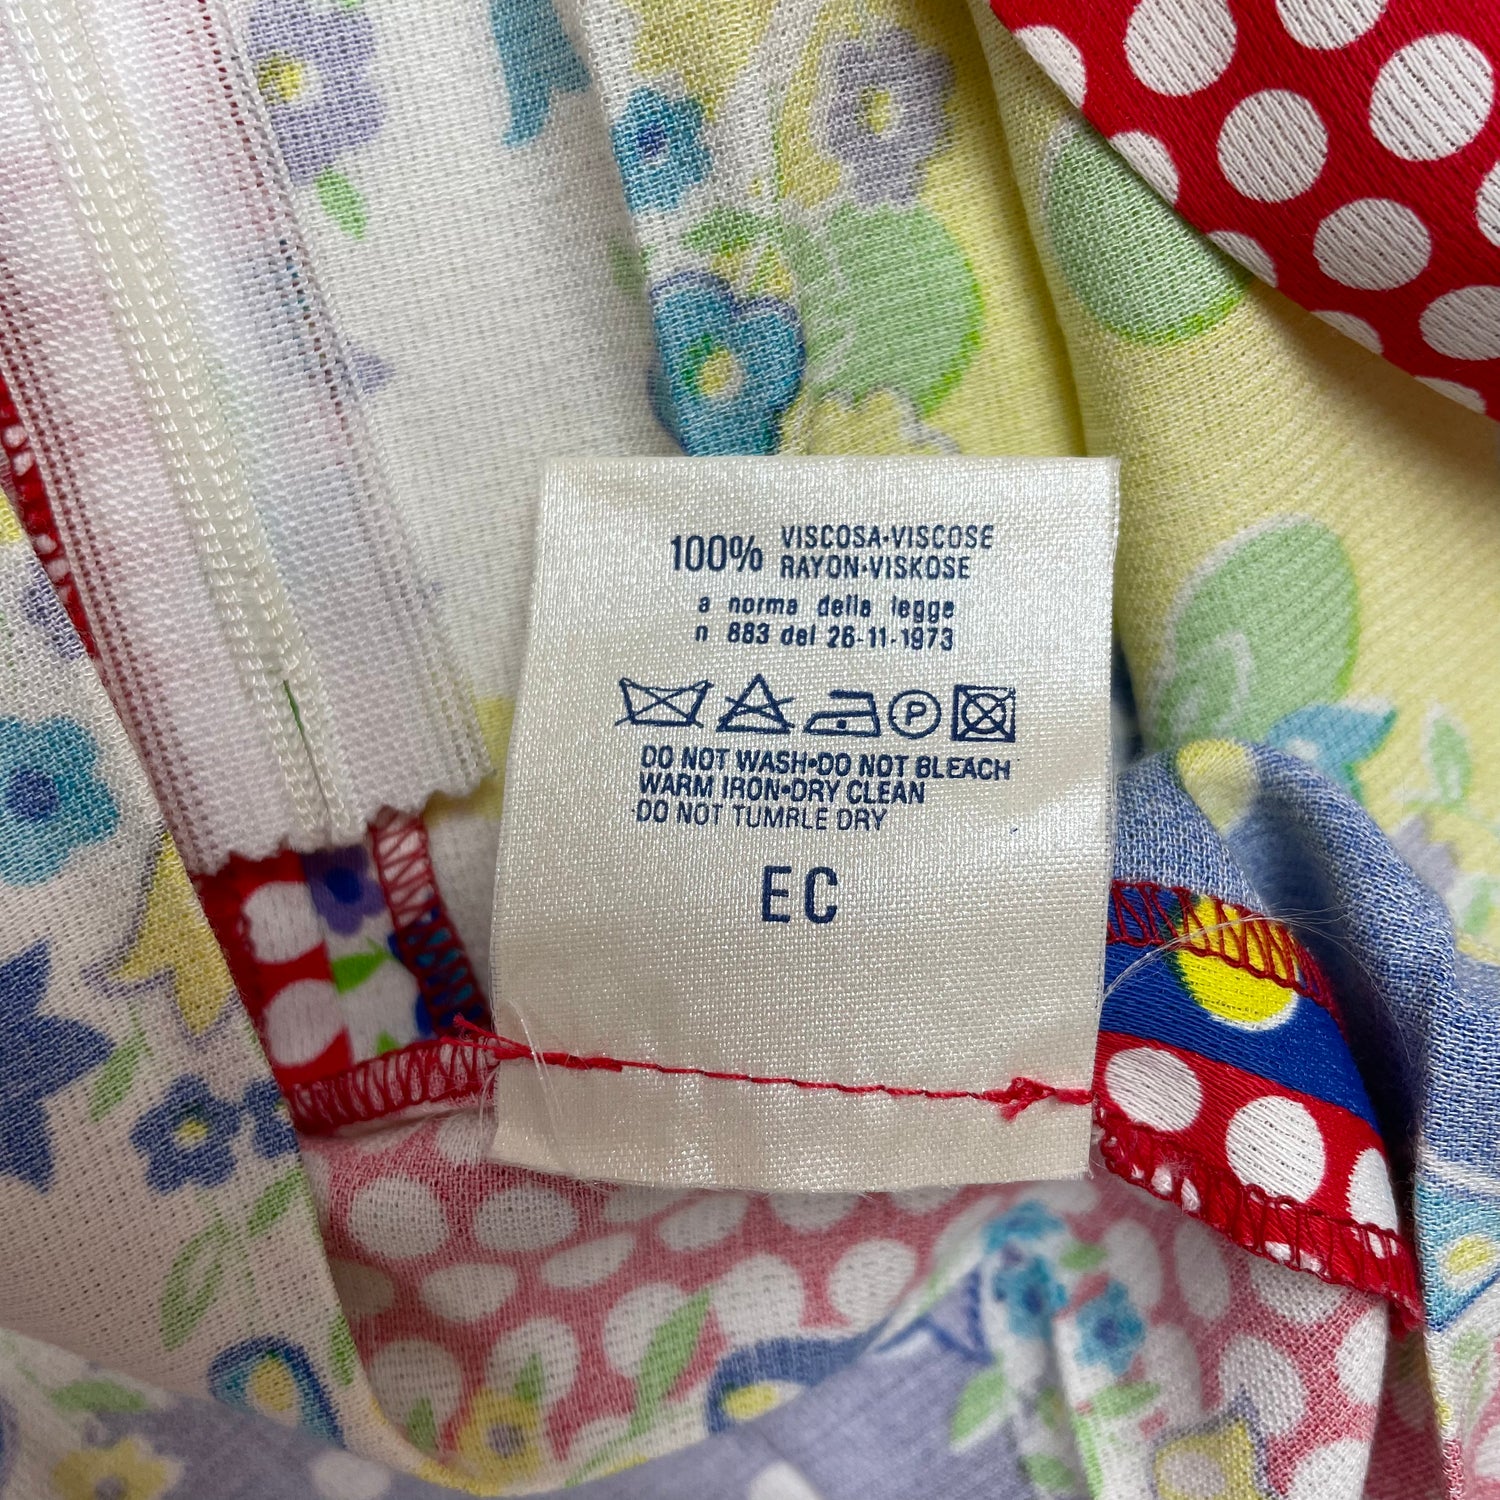 100% VISCOSA•VISCOSE
RAYON•VISKOSE
a norma della legge
n 883 del 26-11-1973
P
DO NOT WASH•DO NOT BLEACH
WARM IRON•DRY CLEAN
DO NOT TUMRLE DRY
EC